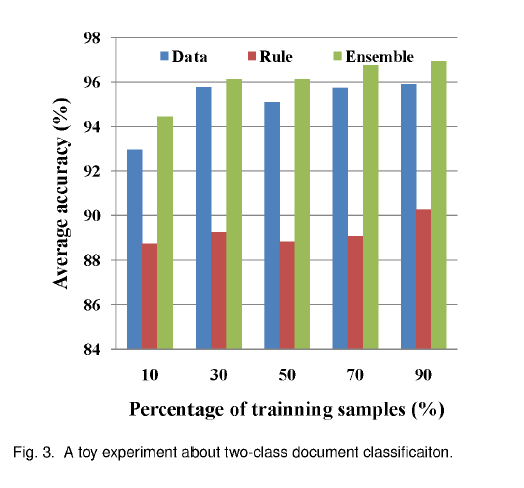 98
Data Rule Ensemble
96
94
92
90
88
86
84
Average accuracy (%)
10 30 50 70 90
Percentage of trainning samples (%)
Fig. 3. A toy experiment about two-class document classificaiton.